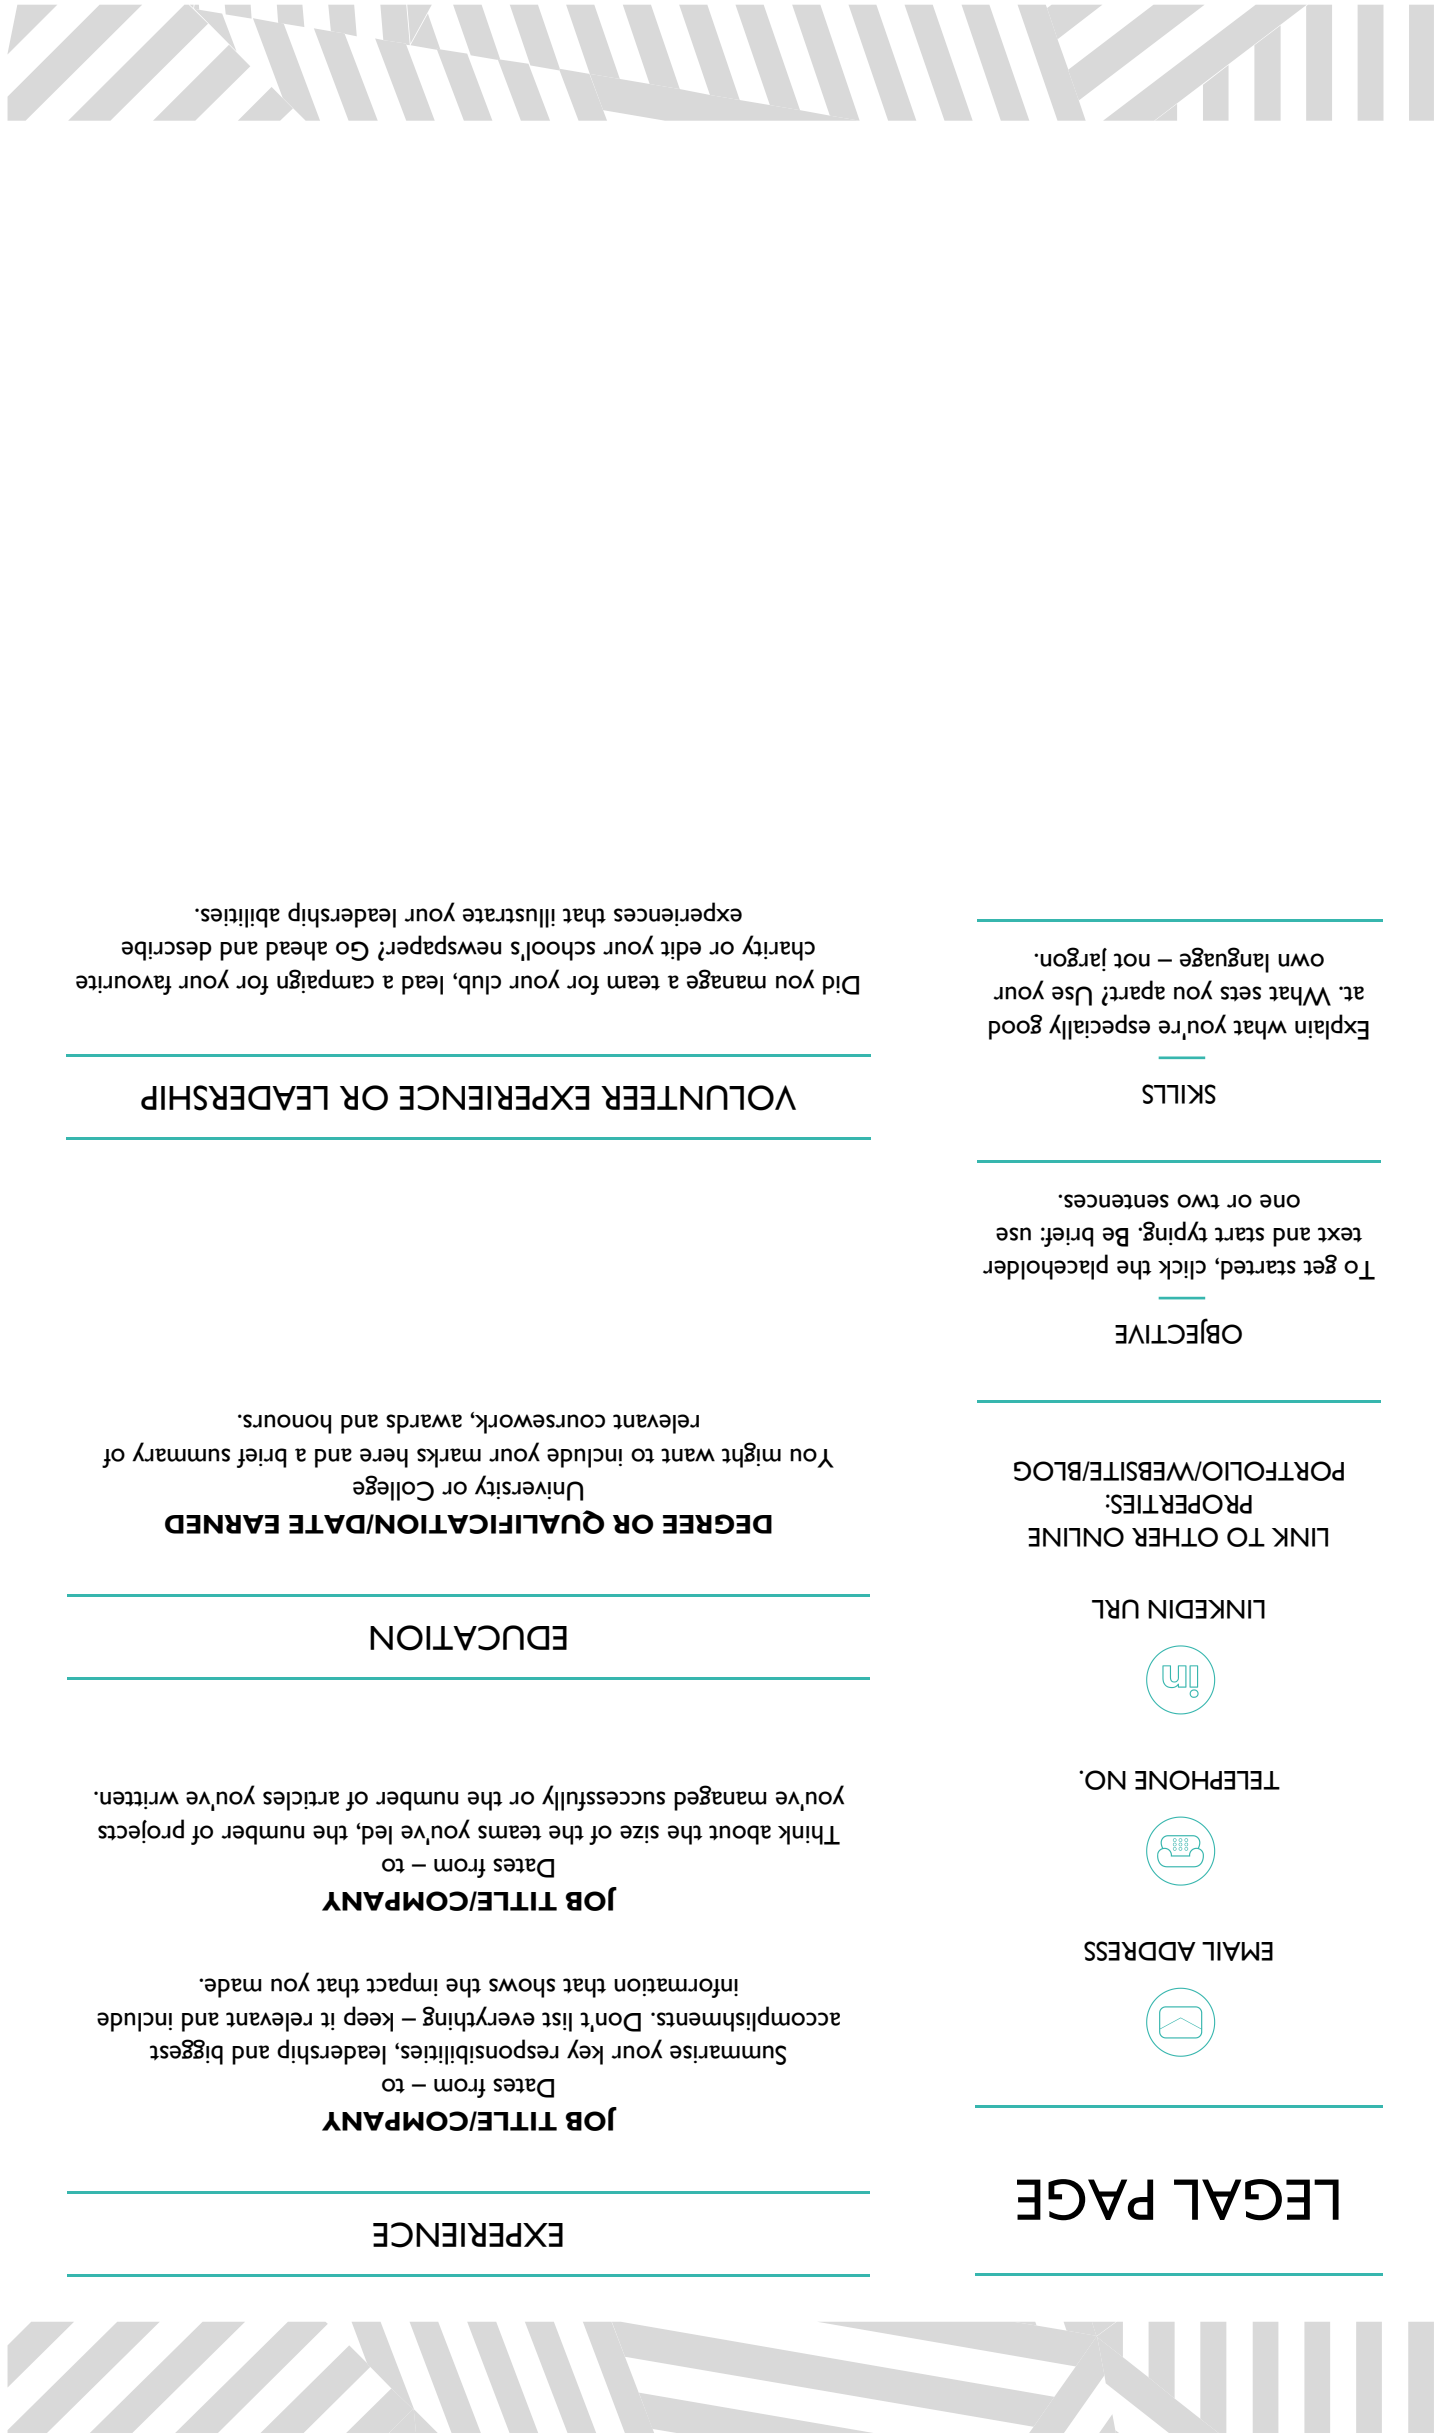 LEGAL PAGE
EMAIL ADDRESS
TELEPHONE NO.
in
LINKEDIN URL
LINK TO OTHER ONLINE
PROPERTIES:
PORTFOLIO/WEBSITE/BLOG
OBJECTIVE
To get started, click the placeholder
text and start typing. Be brief: use
one or two sentences.
SKILLS
Explain what you're especially good
at. What sets you apart? Use your
own language – not jargon.
EXPERIENCE
JOB TITLE/COMPANY
Dates from – to
Summarise your key responsibilities, leadership and biggest
accomplishments. Don't list everything – keep it relevant and include
information that shows the impact that you made.
JOB TITLE/COMPANY
Dates from – to
Think about the size of the teams you've led, the number of projects
you've managed successfully or the number of articles you've written.
EDUCATION
DEGREE OR QUALIFICATION/DATE EARNED
University or College
You might want to include your marks here and a brief summary of
relevant coursework, awards and honours.
VOLUNTEER EXPERIENCE OR LEADERSHIP
Did you manage a team for your club, lead a campaign for your favourite
charity or edit your school's newspaper? Go ahead and describe
experiences that illustrate your leadership abilities.